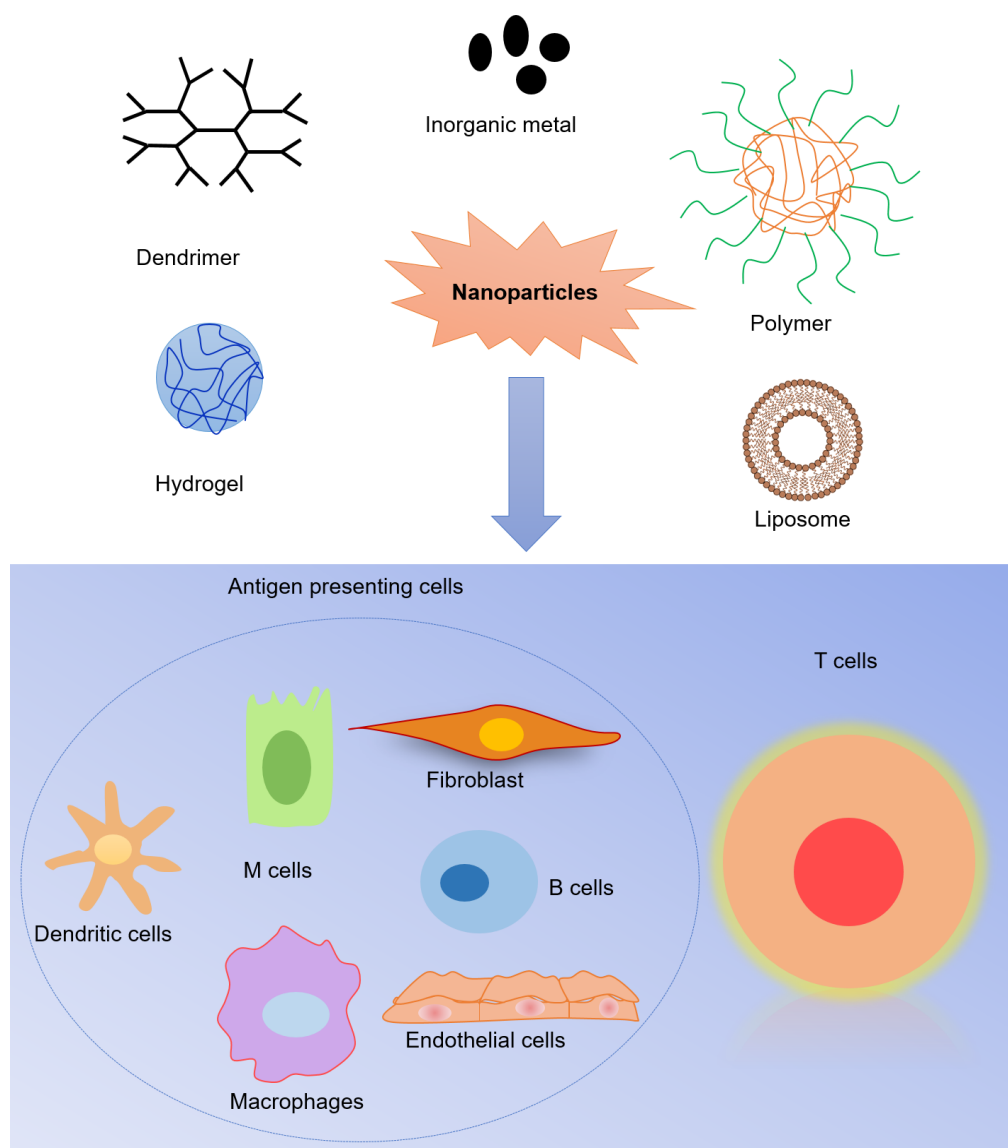 Inorganic metal
Dendrimer
Nanoparticles
Polymer
Hydrogel
Liposome
Antigen presenting cells
T cells
Fibroblast
M cells
B cells
Dendritic cells
Endothelial cells
Macrophages